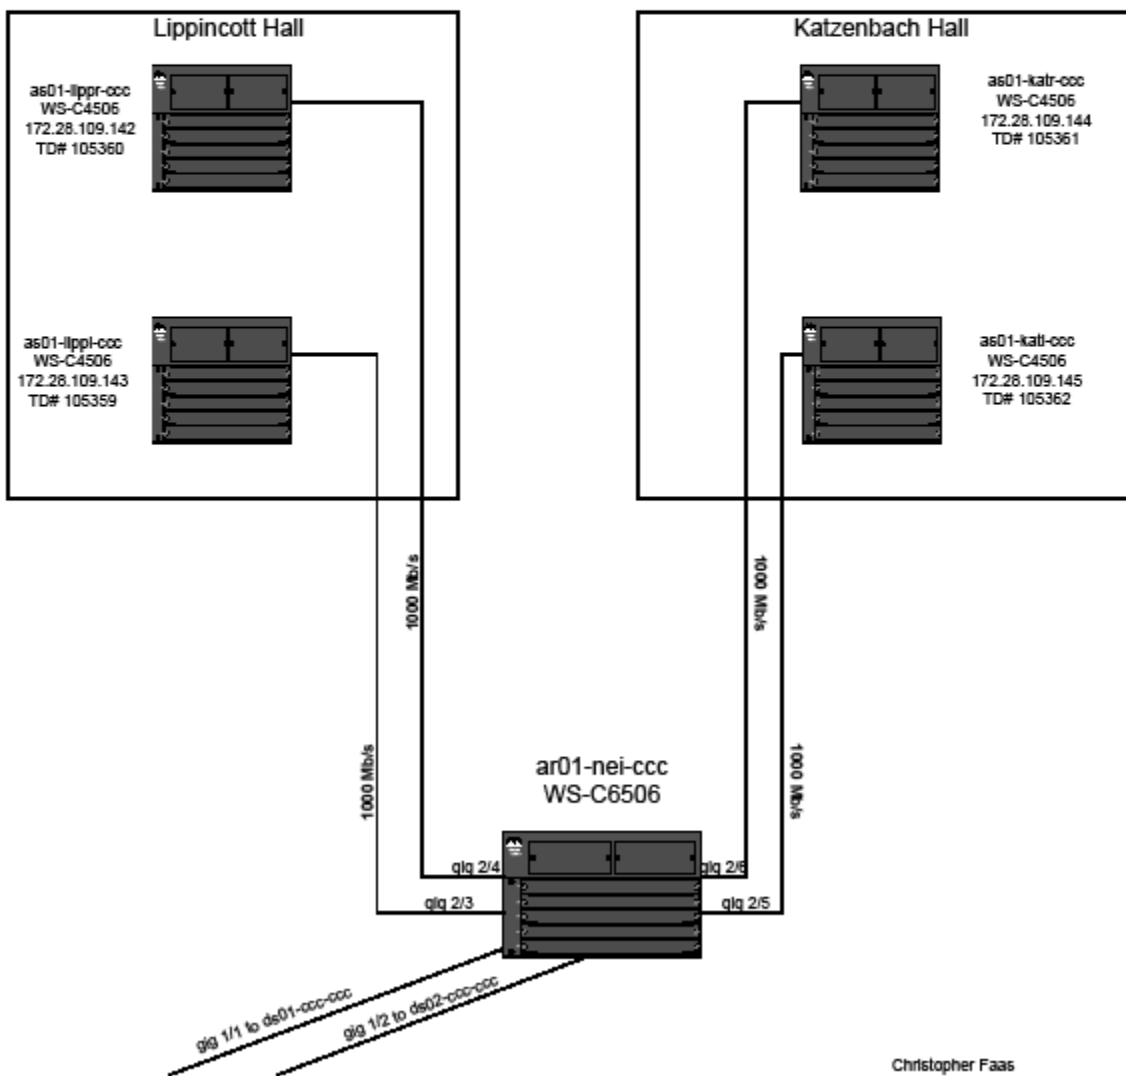 Lippincott Hall
as01-lippr-ccc
WS-C4506
172.28.109.142
TD# 105360
as01-lippl-ccc
WS-C4506
172.28.109.143
TD# 105359
Katzenbach Hall
as01-katr-ccc
WS-C4506
172.28.109.144
TD# 105361
as01-katl-ccc
WS-C4506
172.28.109.145
TD# 105362
1000 Mb/s
1000 Mb/s
1000 Mb/s
1000 Mb/s
ar01-nei-ccc
WS-C6506
gig 2/4
gig 2/6
gig 2/3
gig 2/5
gig 1/1 to ds01-ccc-ccc
gig 1/2 to ds02-ccc-ccc
Christopher Faas